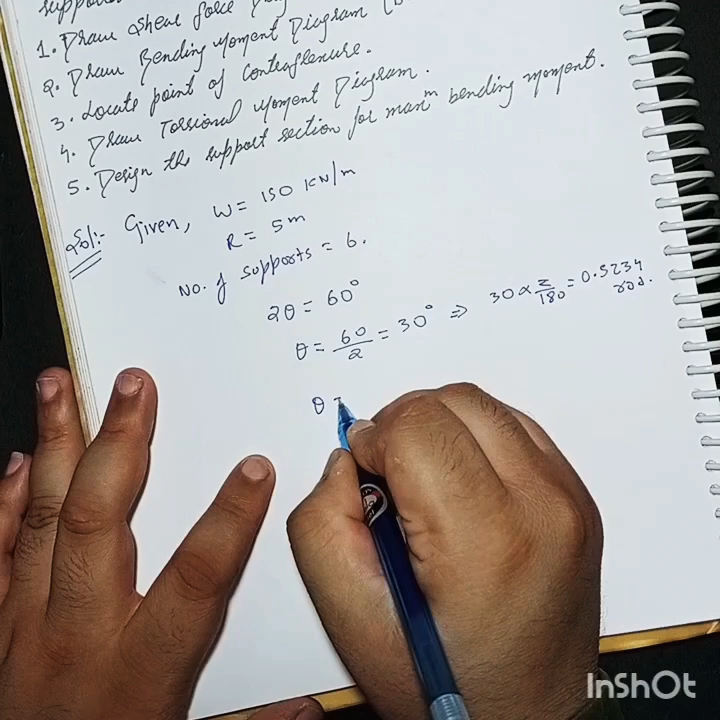 suppo
1. Draw Shear force
2. Draw Bending Moment Diagram
3. Locate point of Contraflenure.
4. Draw Torsional Moment Diagram.
5. Design the support section for maxᵐ bending moment.
Sol:- Given, W = 150 KN/m
R = 5m
No. of supports = 6.
2θ = 60°
θ = 60/2 = 30° ⇒ 30 × π/180 = 0.5234 rad.
θ =
InShOt